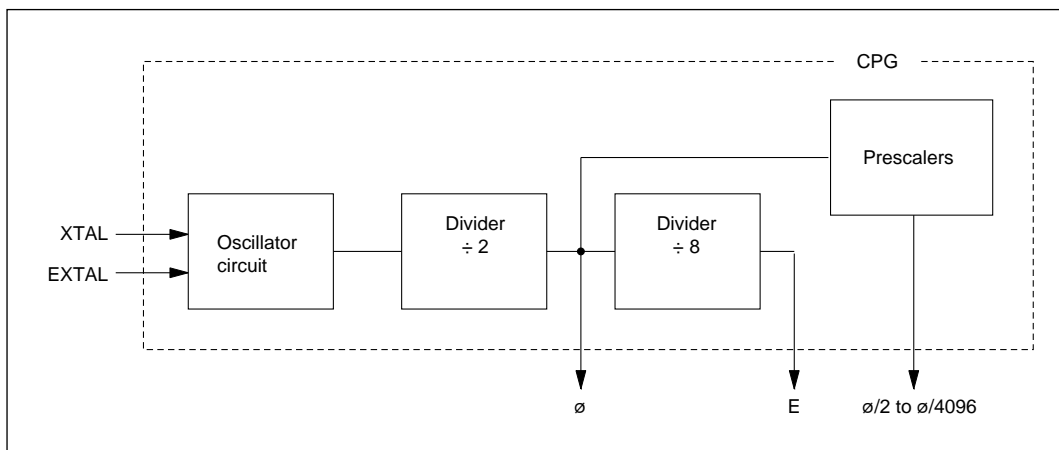 CPG
Prescalers
XTAL
EXTAL
Oscillator
circuit
Divider
÷ 2
Divider
÷ 8
ø
E
ø/2 to ø/4096